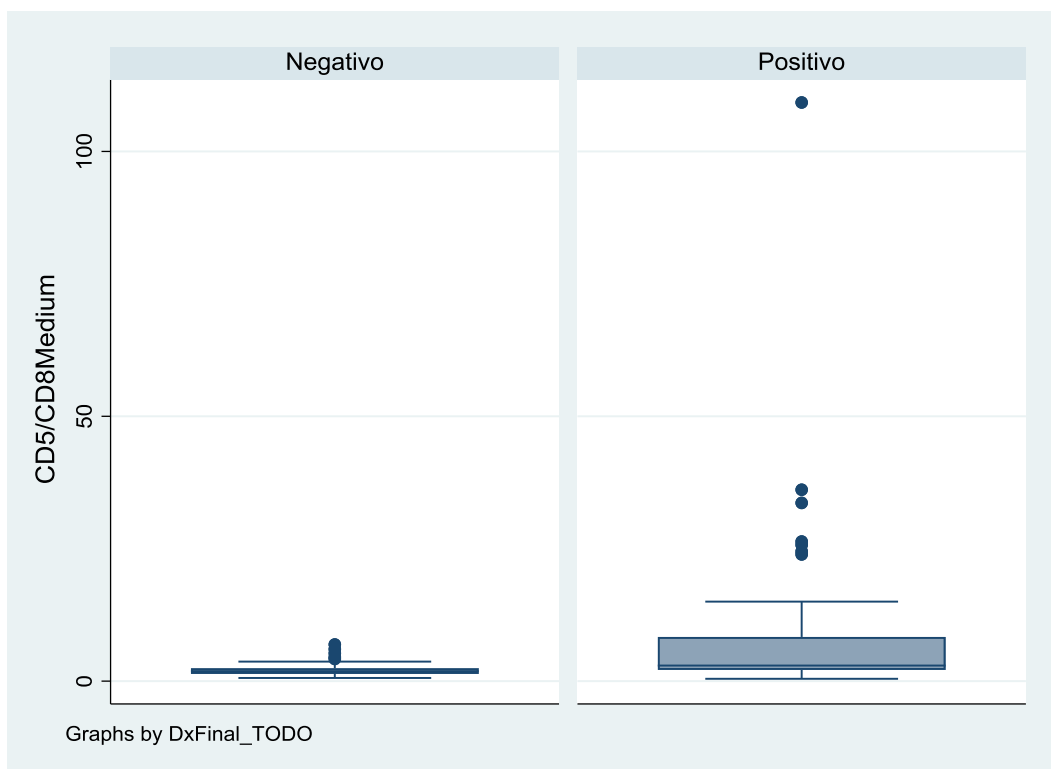 Negativo
Positivo
100
50
0
CD5/CD8Medium
Graphs by DxFinal_TODO